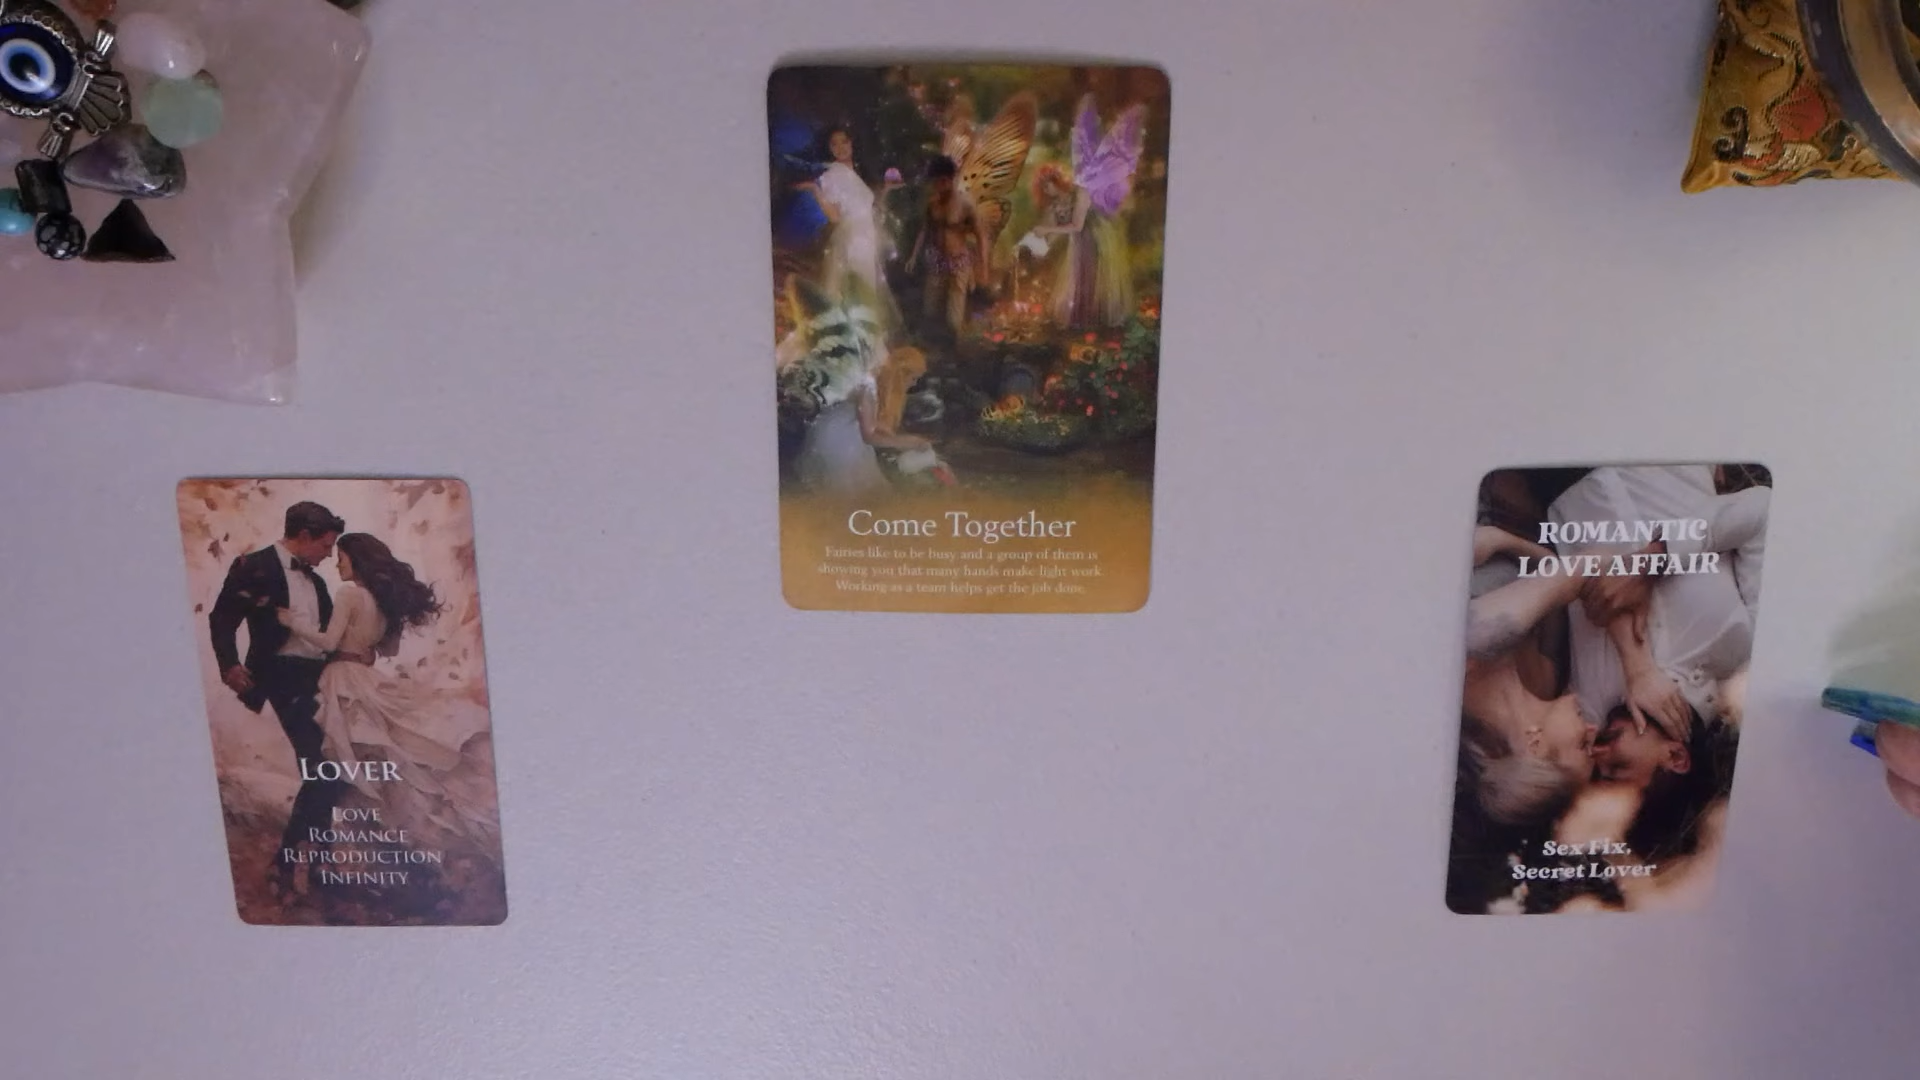 Come Together
Fairies like to be busy and a group of them is
showing you that many hands make light work.
Working as a team helps get the job done.
LOVER
LOVE
ROMANCE
REPRODUCTION
INFINITY
ROMANTIC
LOVE AFFAIR
Sex Fix,
Secret Lover